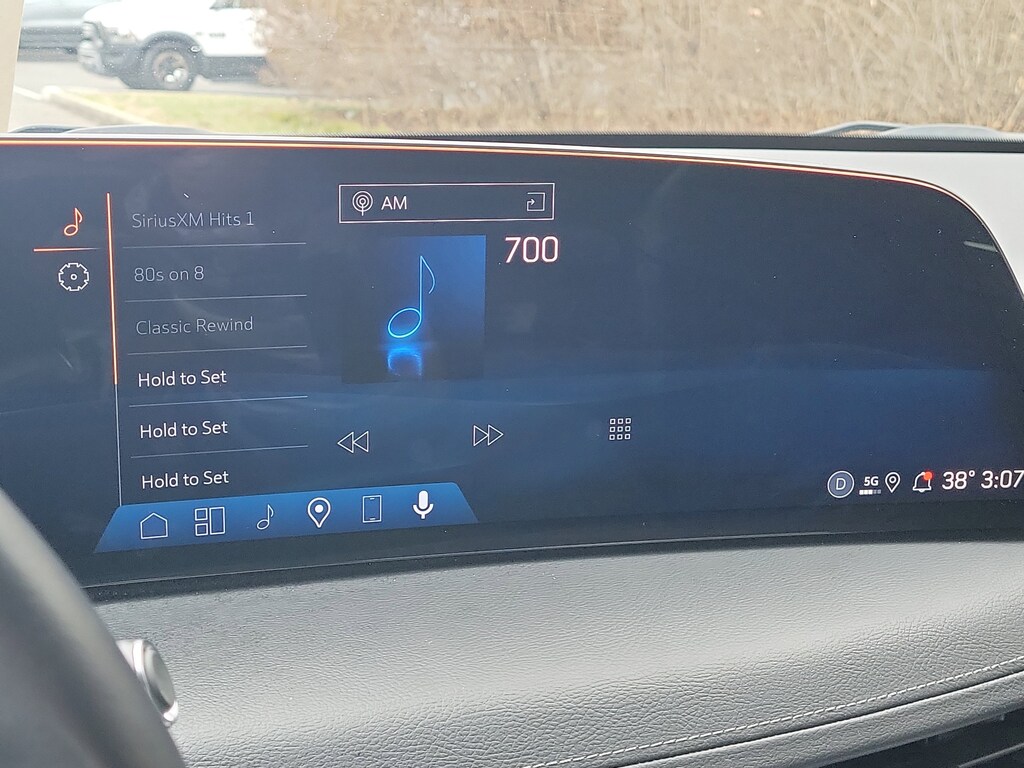 SiriusXM Hits 1
80s on 8
Classic Rewind
Hold to Set
Hold to Set
Hold to Set
AM
700
D 5G 38° 3:07